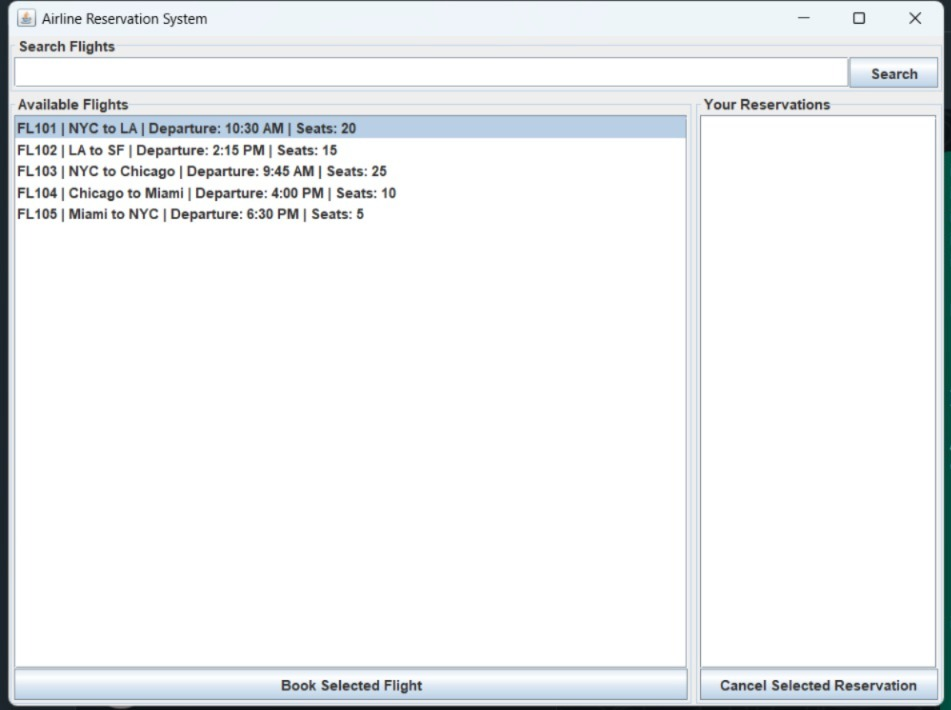 Airline Reservation System
Search Flights
Search
Available Flights
FL101 | NYC to LA | Departure: 10:30 AM | Seats: 20
FL102 | LA to SF | Departure: 2:15 PM | Seats: 15
FL103 | NYC to Chicago | Departure: 9:45 AM | Seats: 25
FL104 | Chicago to Miami | Departure: 4:00 PM | Seats: 10
FL105 | Miami to NYC | Departure: 6:30 PM | Seats: 5
Book Selected Flight
Your Reservations
Cancel Selected Reservation